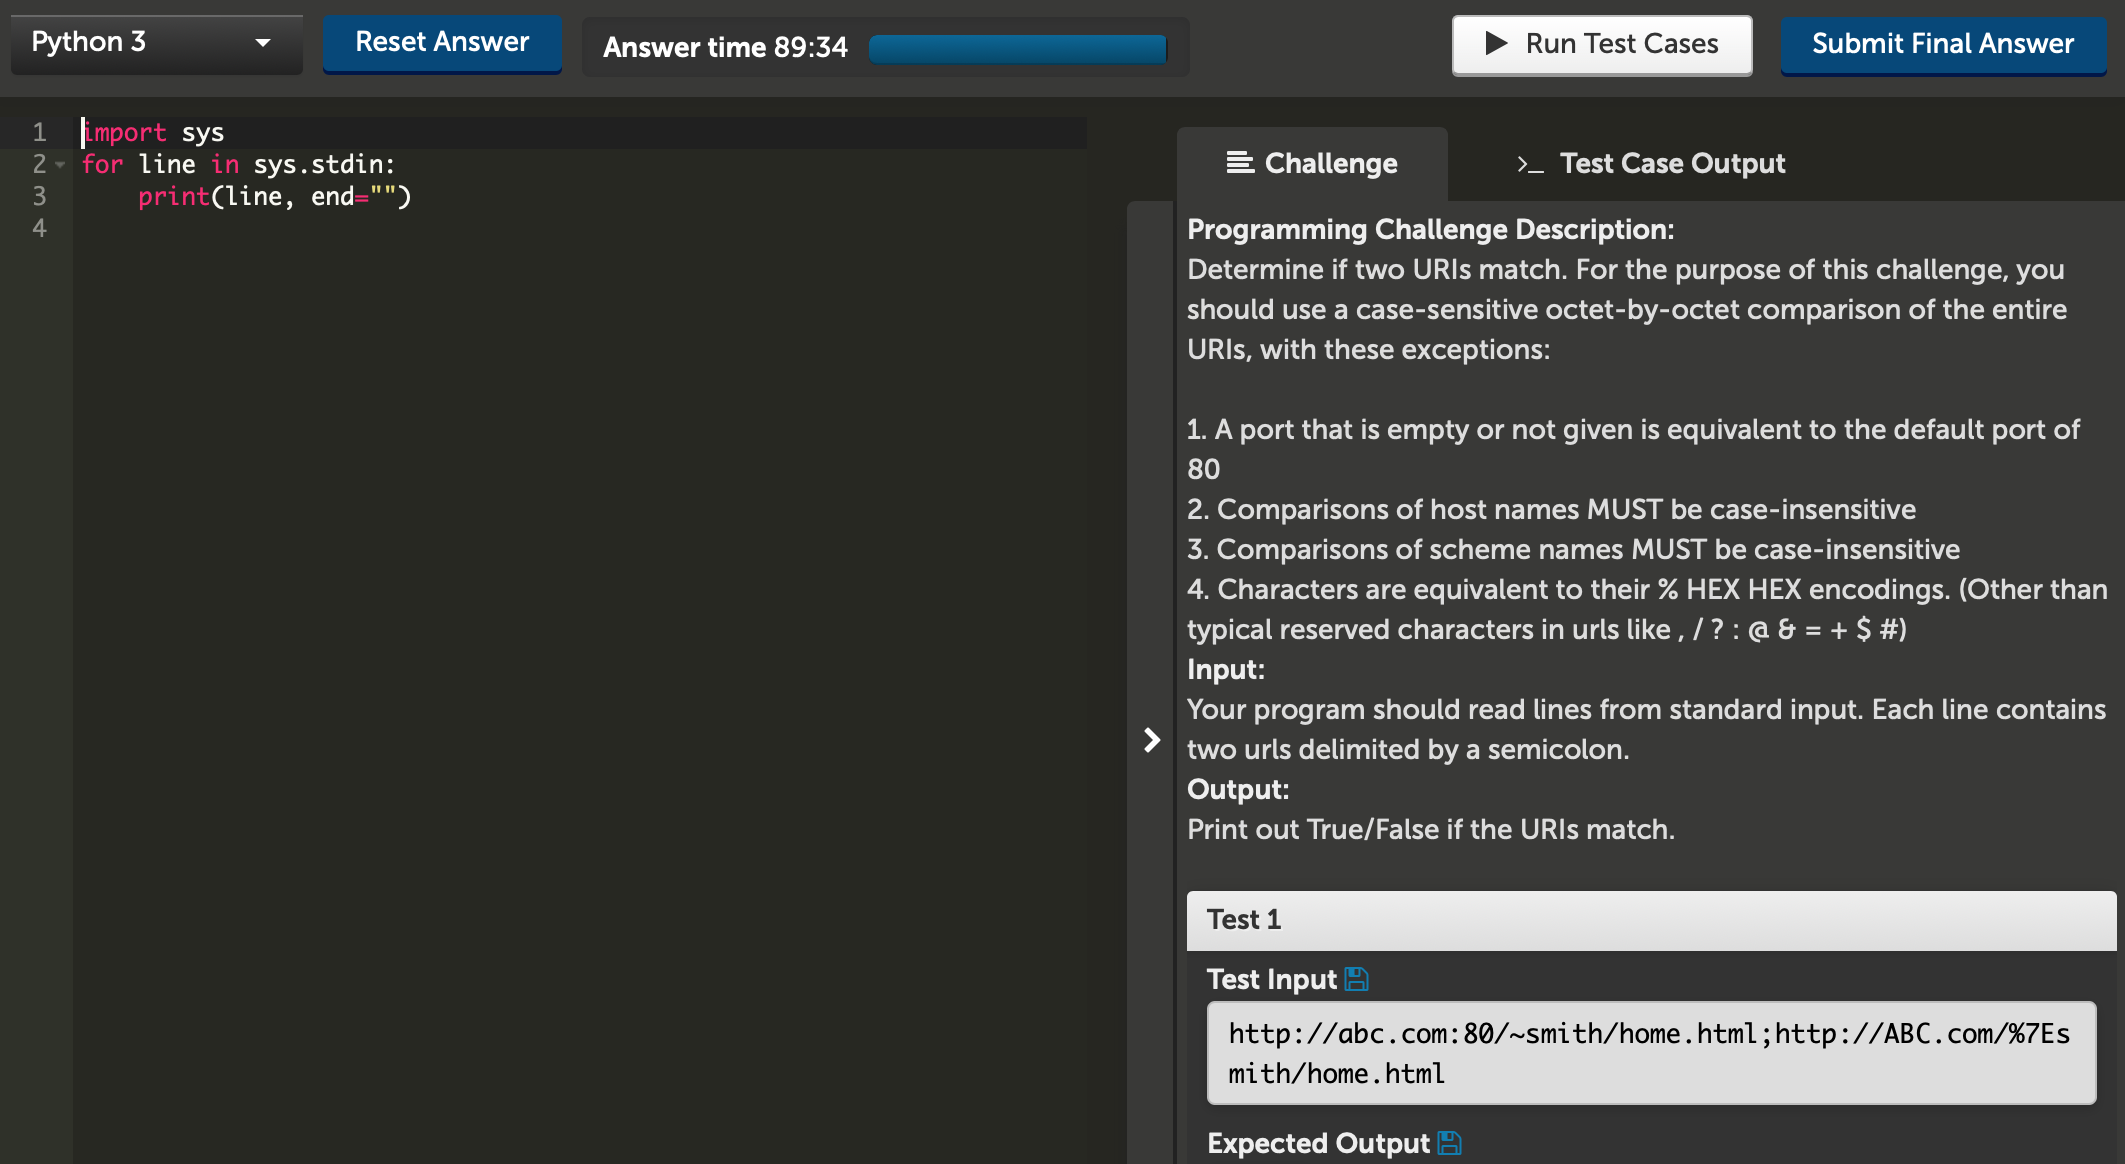 Python 3
Reset Answer
Answer time 89:34
Run Test Cases
Submit Final Answer
1 import sys
2 for line in sys.stdin:
3     print(line, end="")
4
Challenge
>_ Test Case Output
Programming Challenge Description:
Determine if two URIs match. For the purpose of this challenge, you
should use a case-sensitive octet-by-octet comparison of the entire
URIs, with these exceptions:
1. A port that is empty or not given is equivalent to the default port of
80
2. Comparisons of host names MUST be case-insensitive
3. Comparisons of scheme names MUST be case-insensitive
4. Characters are equivalent to their % HEX HEX encodings. (Other than
typical reserved characters in urls like , / ? : @ & = + $ #)
Input:
Your program should read lines from standard input. Each line contains
two urls delimited by a semicolon.
Output:
Print out True/False if the URIs match.
Test 1
Test Input
http://abc.com:80/~smith/home.html;http://ABC.com/%7Es
mith/home.html
Expected Output